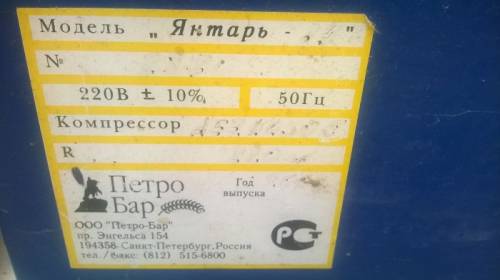 Модель „ Янтарь - "
№
220В ± 10%
50Гц
Компрессор
R
Петро
Бар
Год
выпуска
ООО "Петро-Бар"
пр. Энгельса 154
194358 Санкт-Петербург, Россия
тел./факс (812) 515-6800
РСТ